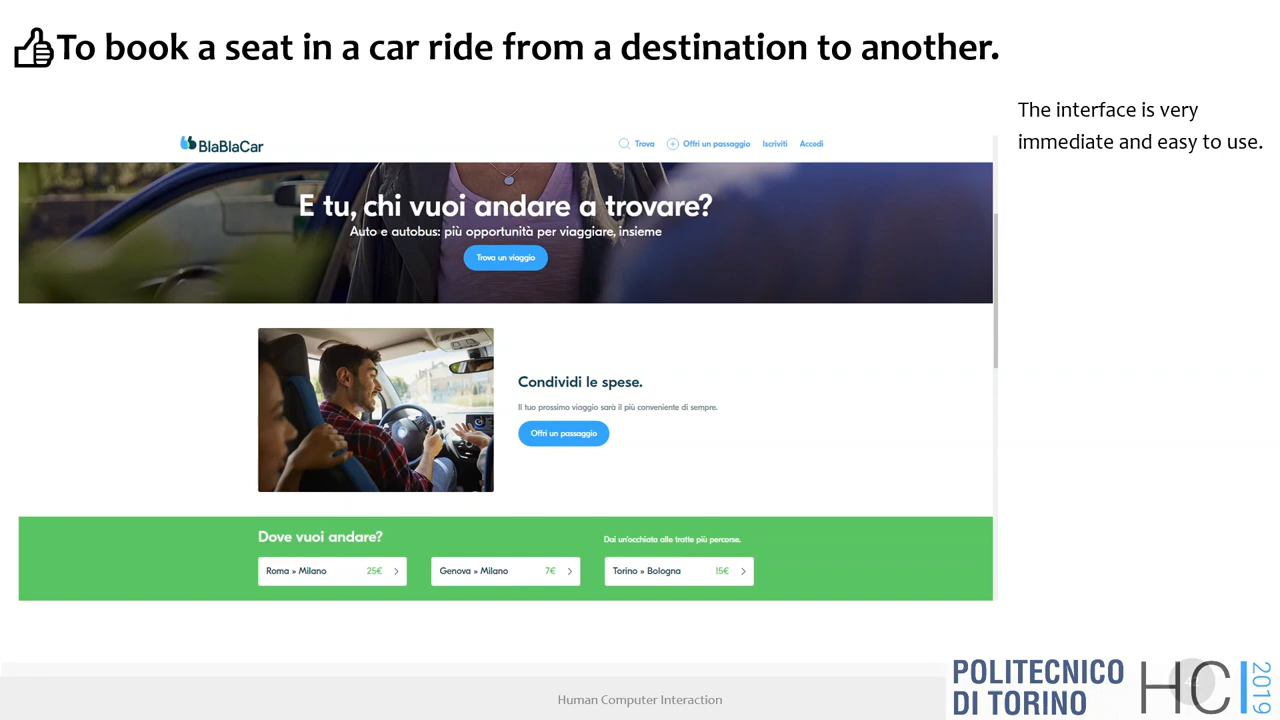 To book a seat in a car ride from a destination to another.
The interface is very
immediate and easy to use.
BlaBlaCar
Trova
Offri un passaggio
Iscriviti
Accedi
E tu, chi vuoi andare a trovare?
Auto e autobus: più opportunità per viaggiare, insieme
Trova un viaggio
Condividi le spese.
Il tuo prossimo viaggio sarà il più conveniente di sempre.
Offri un passaggio
Dove vuoi andare?
Dai un'occhiata alle tratte più percorse.
Roma » Milano 25€
Genova » Milano 7€
Torino » Bologna 15€
Human Computer Interaction
POLITECNICO
DI TORINO
HCI
2019